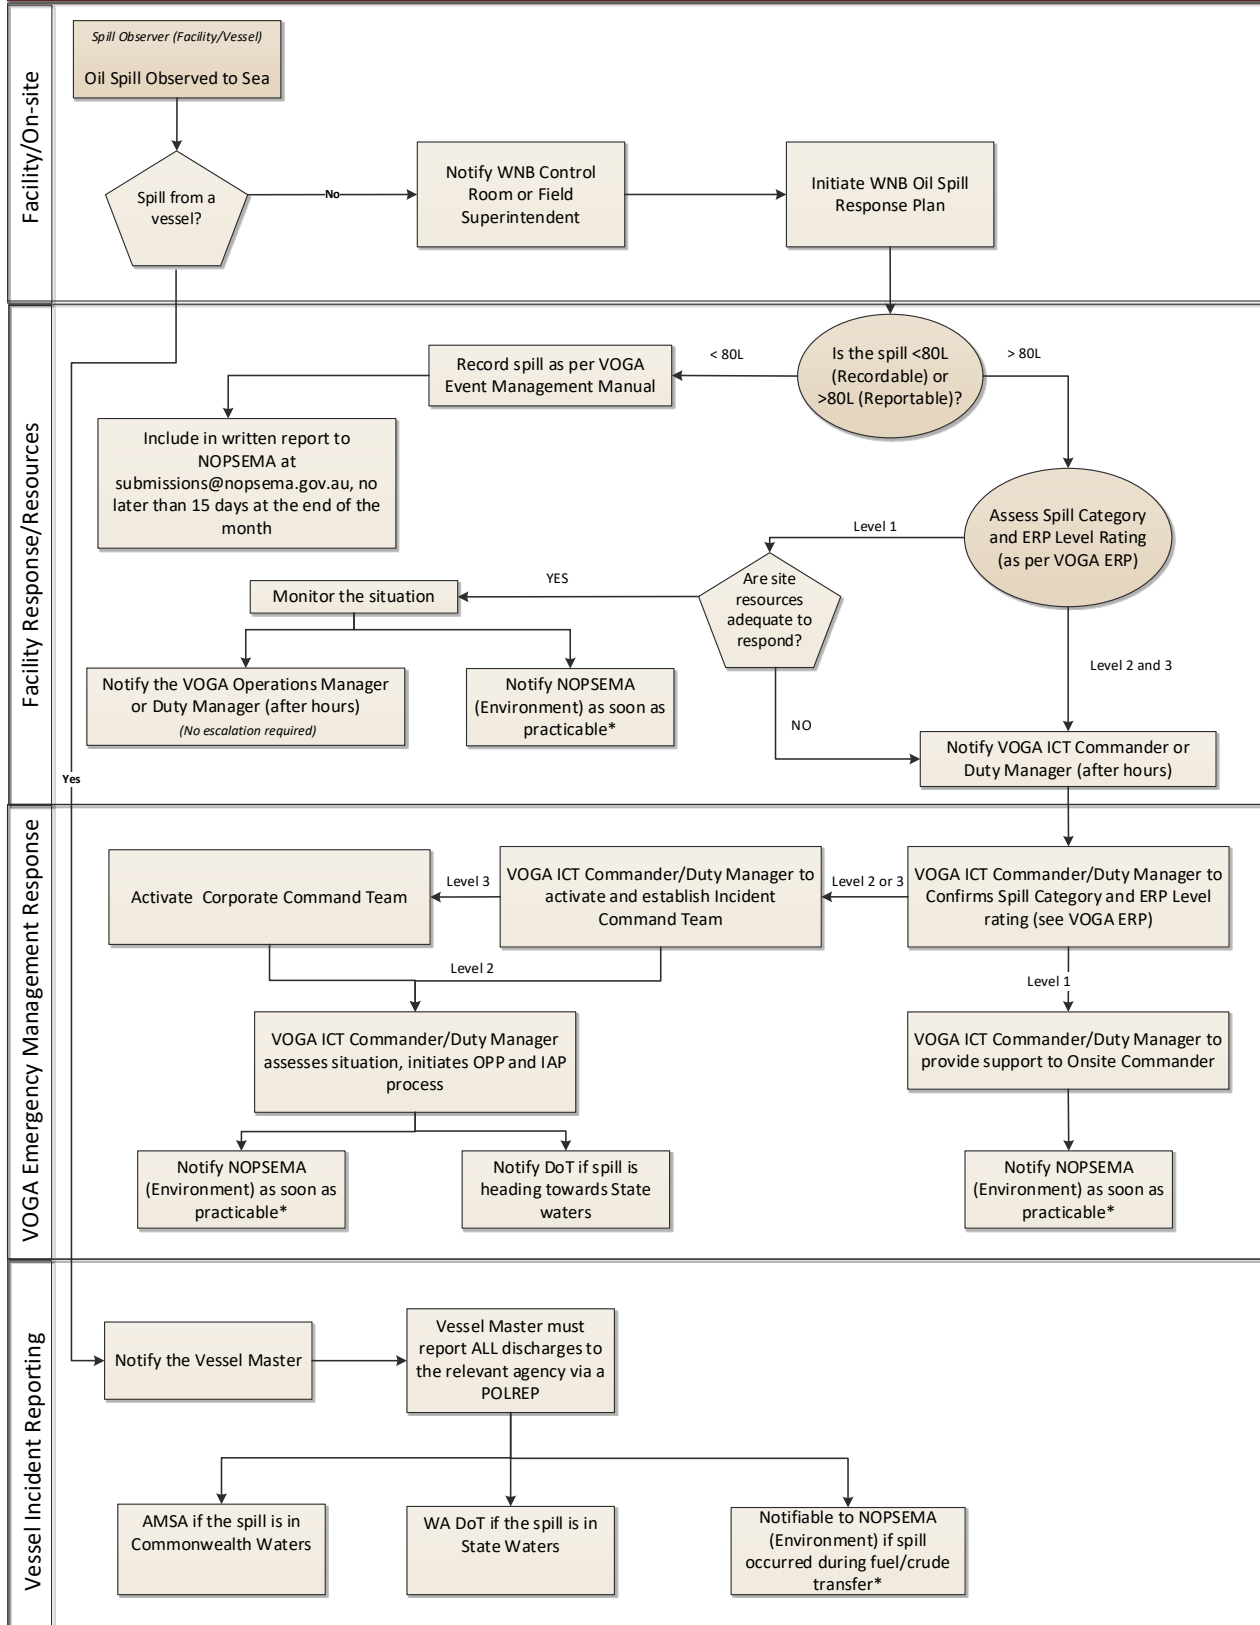 Facility/On-site
Spill Observer (Facility/Vessel)
Oil Spill Observed to Sea
Spill from a
vessel?
No
Notify WNB Control
Room or Field
Superintendent
Initiate WNB Oil Spill
Response Plan
Facility Response/Resources
Is the spill <80L
(Recordable) or
>80L (Reportable)?
< 80L
> 80L
Record spill as per VOGA
Event Management Manual
Include in written report to
NOPSEMA at
submissions@nopsema.gov.au, no
later than 15 days at the end of the
month
Assess Spill Category
and ERP Level Rating
(as per VOGA ERP)
Level 1
Are site
resources
adequate to
respond?
YES
Monitor the situation
Notify the VOGA Operations Manager
or Duty Manager (after hours)
(No escalation required)
Notify NOPSEMA
(Environment) as soon as
practicable*
Level 2 and 3
NO
Notify VOGA ICT Commander or
Duty Manager (after hours)
Yes
VOGA Emergency Management Response
Activate  Corporate Command Team
Level 3
VOGA ICT Commander/Duty Manager to
activate and establish Incident
Command Team
Level 2 or 3
VOGA ICT Commander/Duty Manager to
Confirms Spill Category and ERP Level
rating (see VOGA ERP)
Level 2
Level 1
VOGA ICT Commander/Duty Manager
assesses situation, initiates OPP and IAP
process
VOGA ICT Commander/Duty Manager to
provide support to Onsite Commander
Notify NOPSEMA
(Environment) as soon as
practicable*
Notify DoT if spill is
heading towards State
waters
Notify NOPSEMA
(Environment) as soon as
practicable*
Vessel Incident Reporting
Notify the Vessel Master
Vessel Master must
report ALL discharges to
the relevant agency via a
POLREP
AMSA if the spill is in
Commonwealth Waters
WA DoT if the spill is in
State Waters
Notifiable to NOPSEMA
(Environment) if spill
occurred during fuel/crude
transfer*